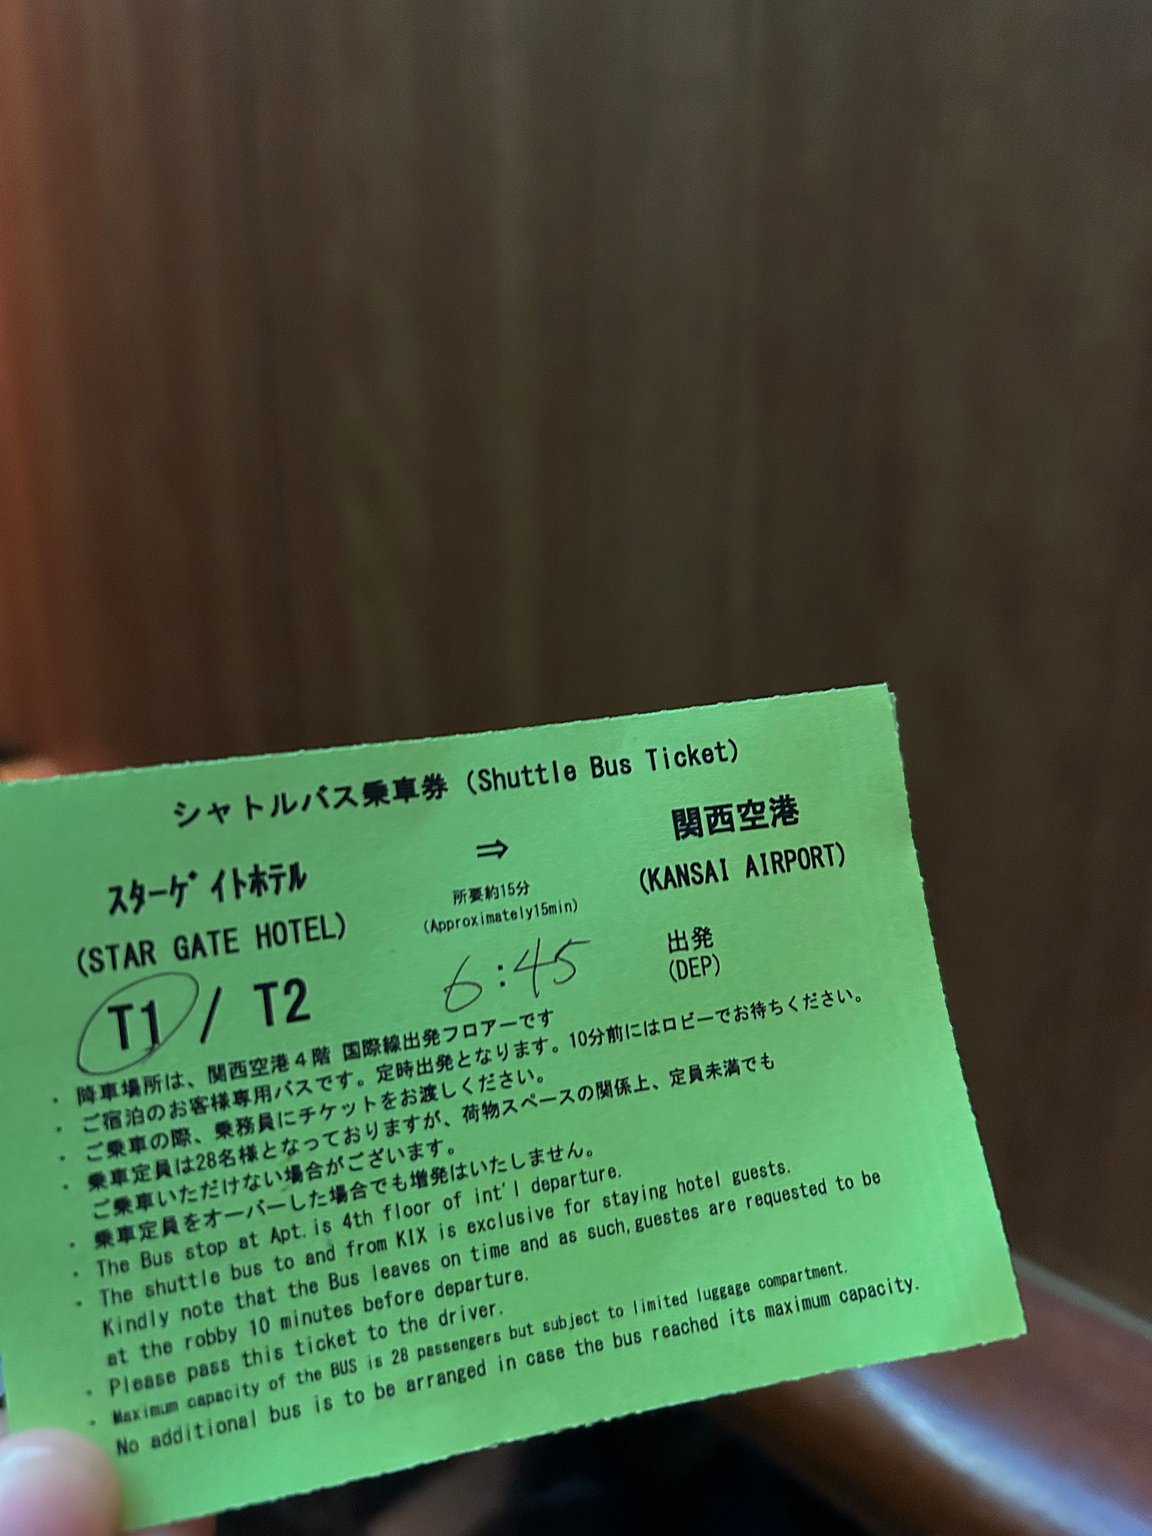 シャトルバス乗車券 (Shuttle Bus Ticket)
スターゲイトホテル ⇒ 関西空港
(STAR GATE HOTEL) 所要約15分 (Approximately15min) (KANSAI AIRPORT)
T1 / T2 6:45 出発 (DEP)
・ 降車場所は、関西空港4階 国際線出発フロアーです
・ ご宿泊のお客様専用バスです。定時出発となります。10分前にはロビーでお待ちください。
・ ご乗車の際、乗務員にチケットをお渡しください。
・ 乗車定員は28名様となっておりますが、荷物スペースの関係上、定員未満でも
ご乗車いただけない場合がございます。
・ 乗車定員をオーバーした場合でも増発はいたしません。
・ The Bus stop at Apt.is 4th floor of int'l departure.
・ The shuttle bus to and from KIX is exclusive for staying hotel guests.
Kindly note that the Bus leaves on time and as such,guestes are requested to be
at the robby 10 minutes before departure.
・ Please pass this ticket to the driver.
・ Maximum capacity of the BUS is 28 passengers but subject to limited luggage compartment.
No additional bus is to be arranged in case the bus reached its maximum capacity.